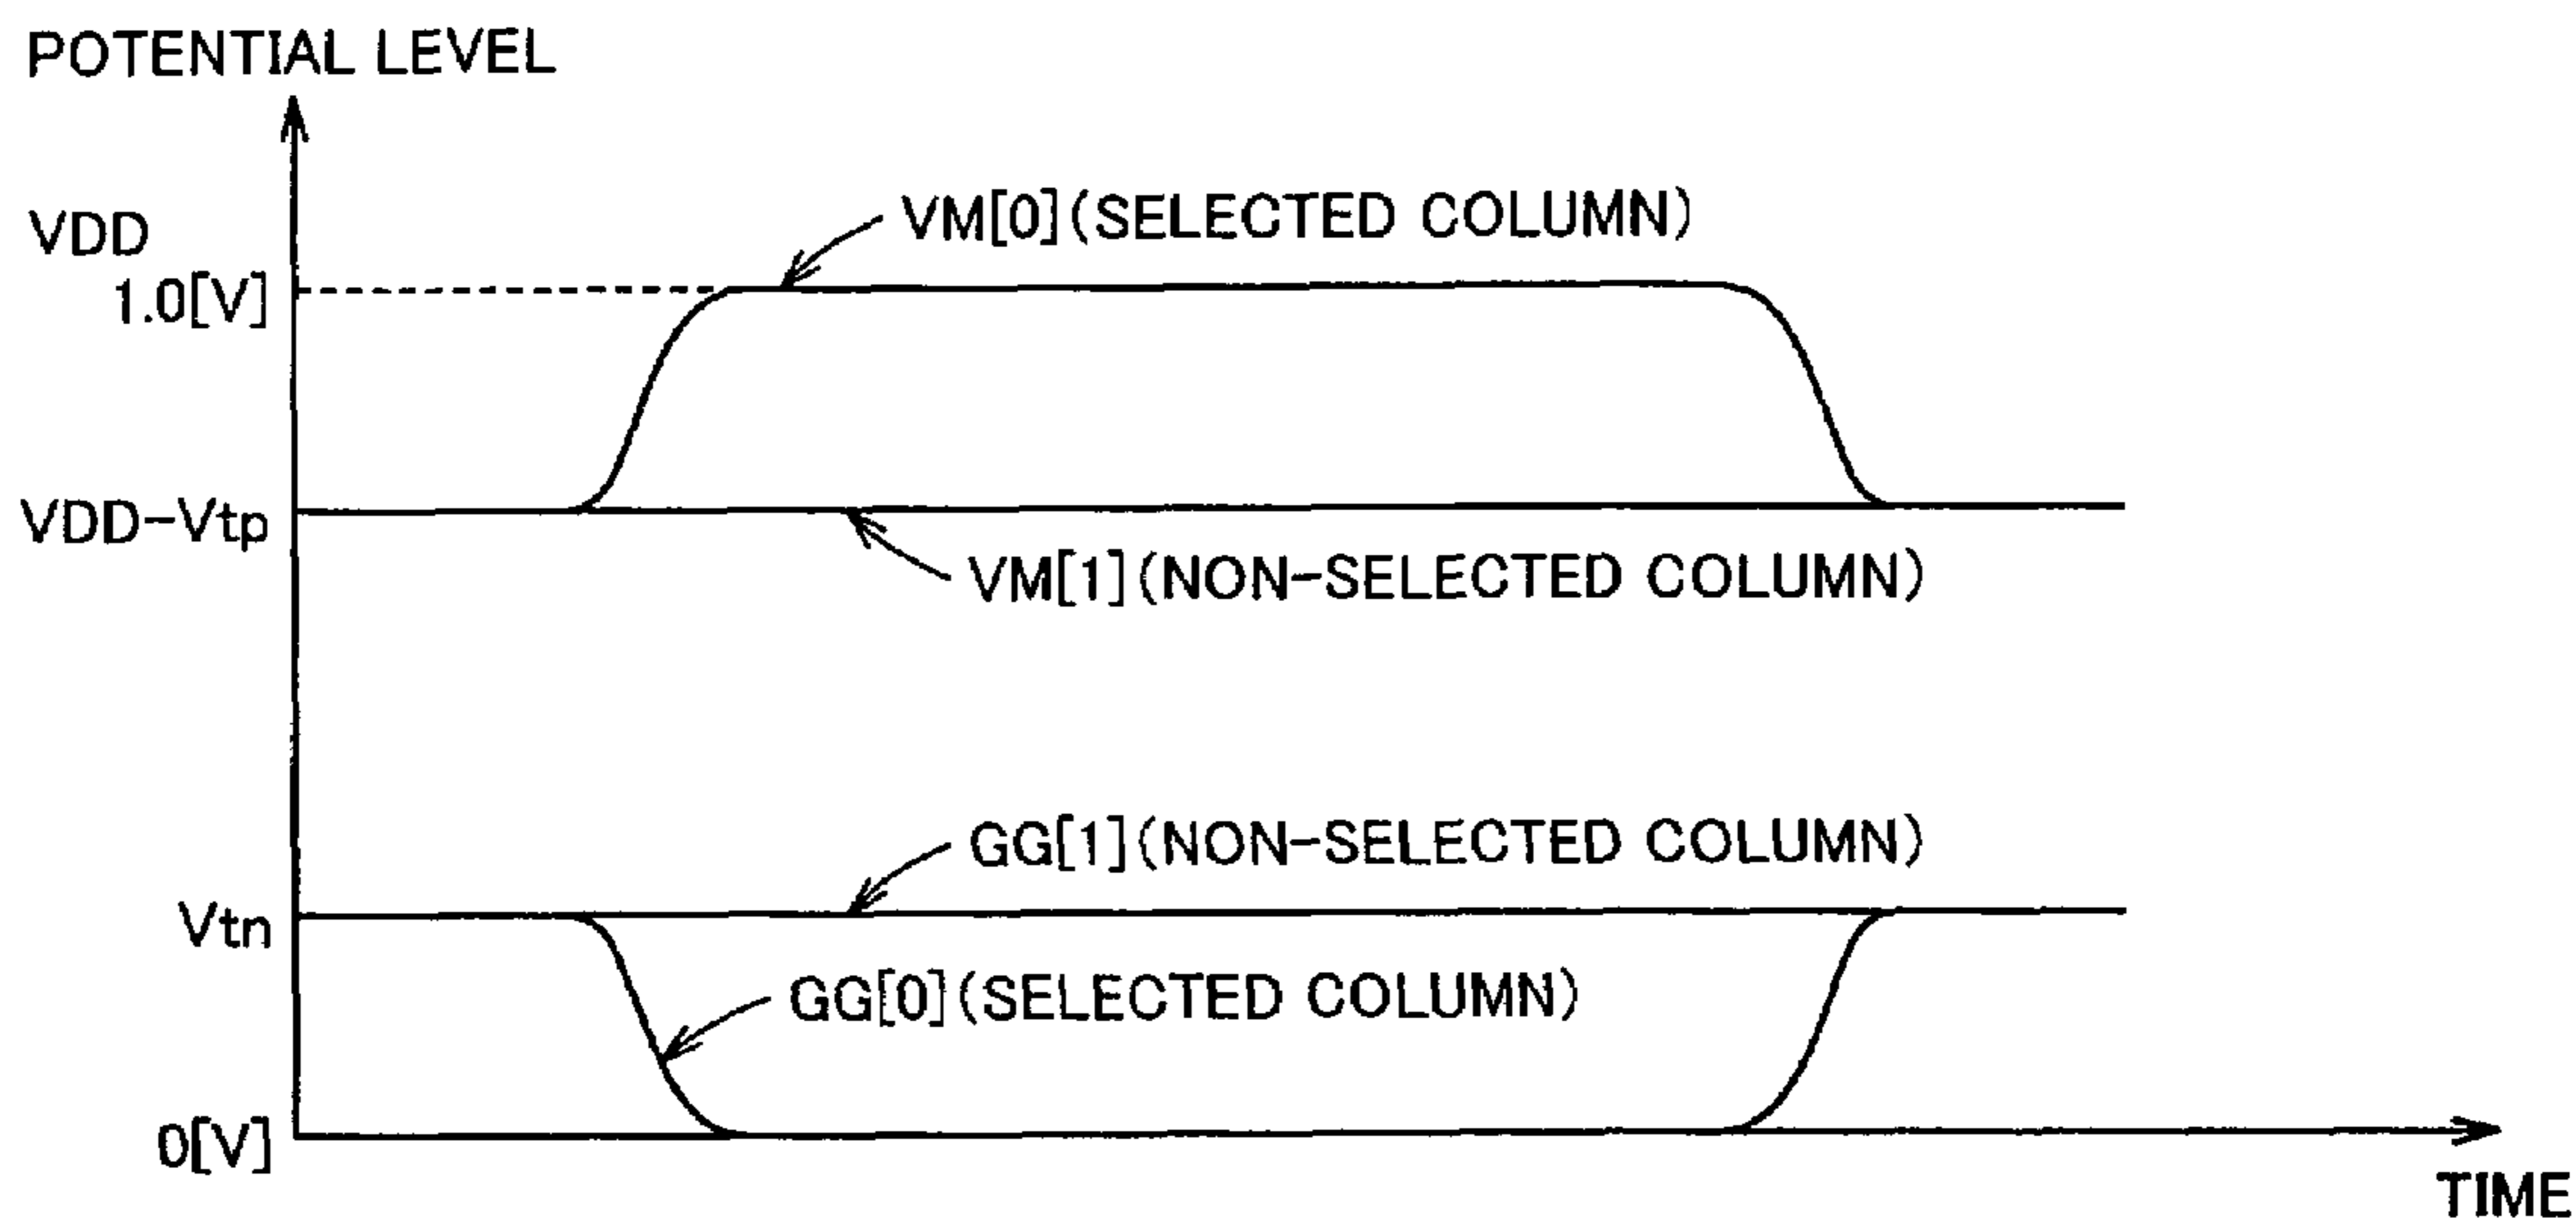 POTENTIAL LEVEL
VM[0](SELECTED COLUMN)
VDD
1.0[V]
VDD-Vtp
VM[1](NON-SELECTED COLUMN)
GG[1](NON-SELECTED COLUMN)
Vtn
GG[0](SELECTED COLUMN)
0[V]
TIME